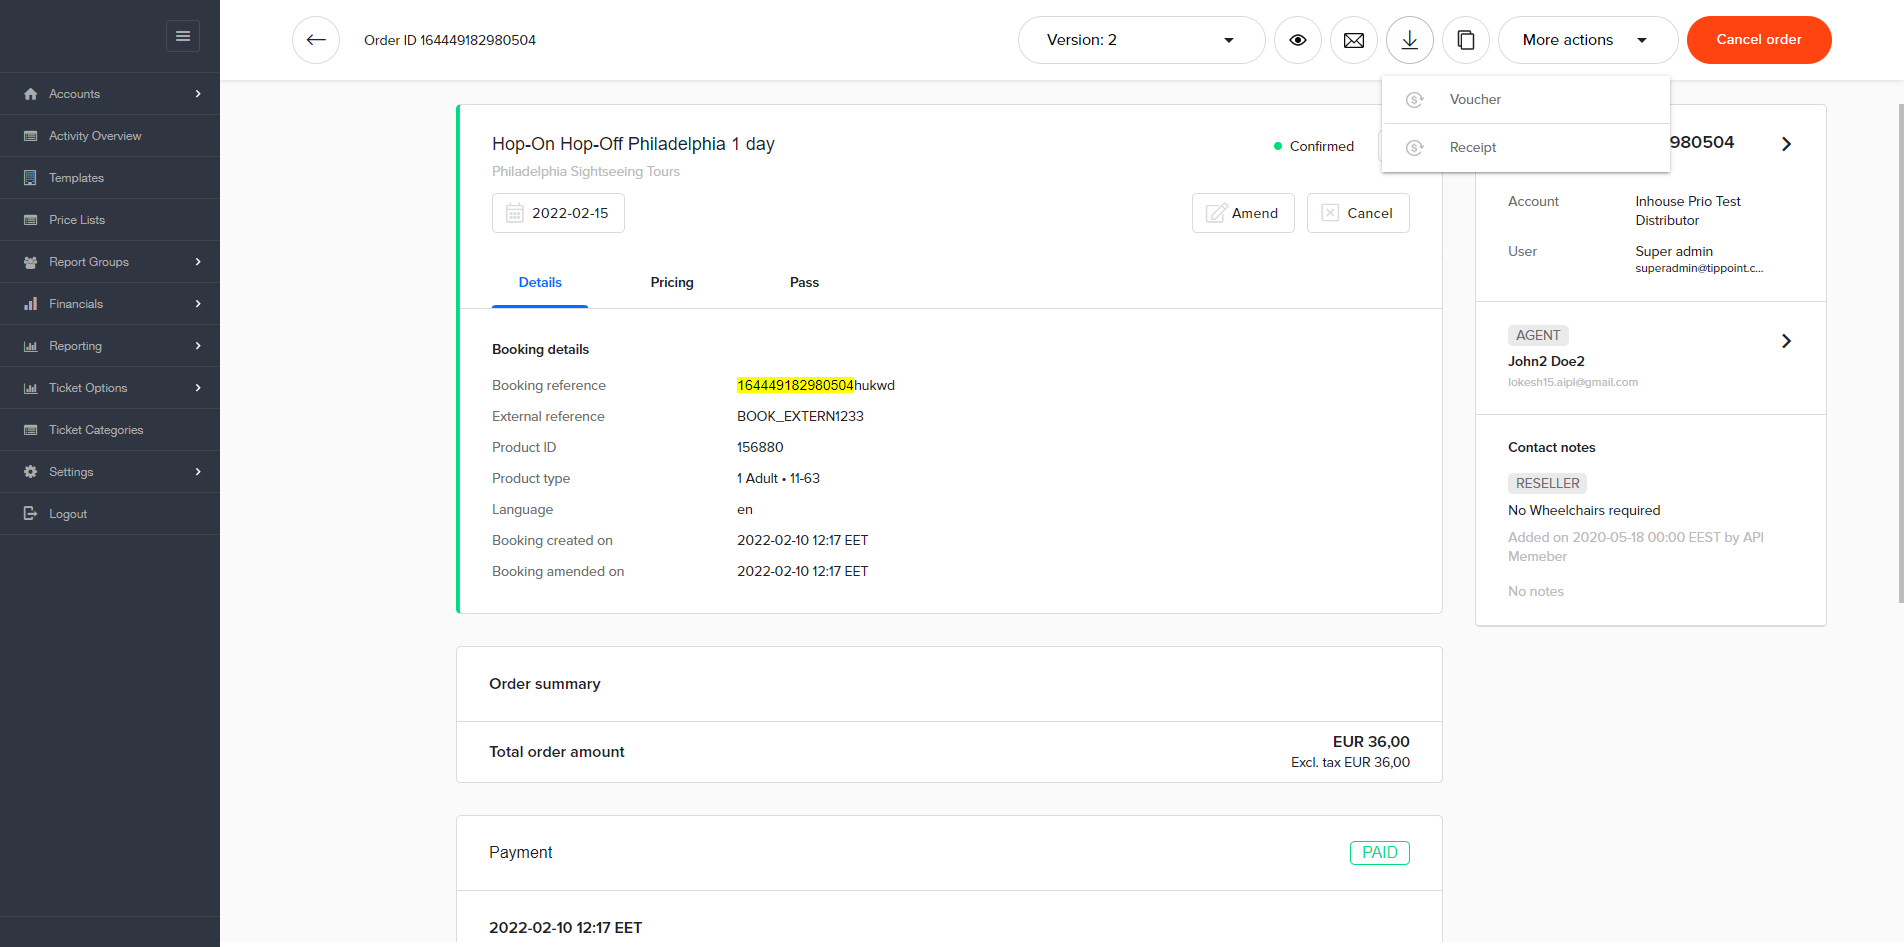 Order ID 164449182980504
Version: 2
More actions
Cancel order
Accounts
Activity Overview
Templates
Price Lists
Report Groups
Financials
Reporting
Ticket Options
Ticket Categories
Settings
Logout
Voucher
Receipt
Hop-On Hop-Off Philadelphia 1 day
Confirmed
Philadelphia Sightseeing Tours
2022-02-15
Amend
Cancel
Details
Pricing
Pass
Booking details
Booking reference 164449182980504hukwd
External reference BOOK_EXTERN1233
Product ID 156880
Product type 1 Adult • 11-63
Language en
Booking created on 2022-02-10 12:17 EET
Booking amended on 2022-02-10 12:17 EET
Order summary
Total order amount
EUR 36,00
Excl. tax EUR 36,00
Payment
PAID
2022-02-10 12:17 EET
980504
Account Inhouse Prio Test
Distributor
User Super admin
superadmin@tippoint.c...
AGENT
John2 Doe2
lokesh15.aipl@gmail.com
Contact notes
RESELLER
No Wheelchairs required
Added on 2020-05-18 00:00 EEST by API
Memeber
No notes